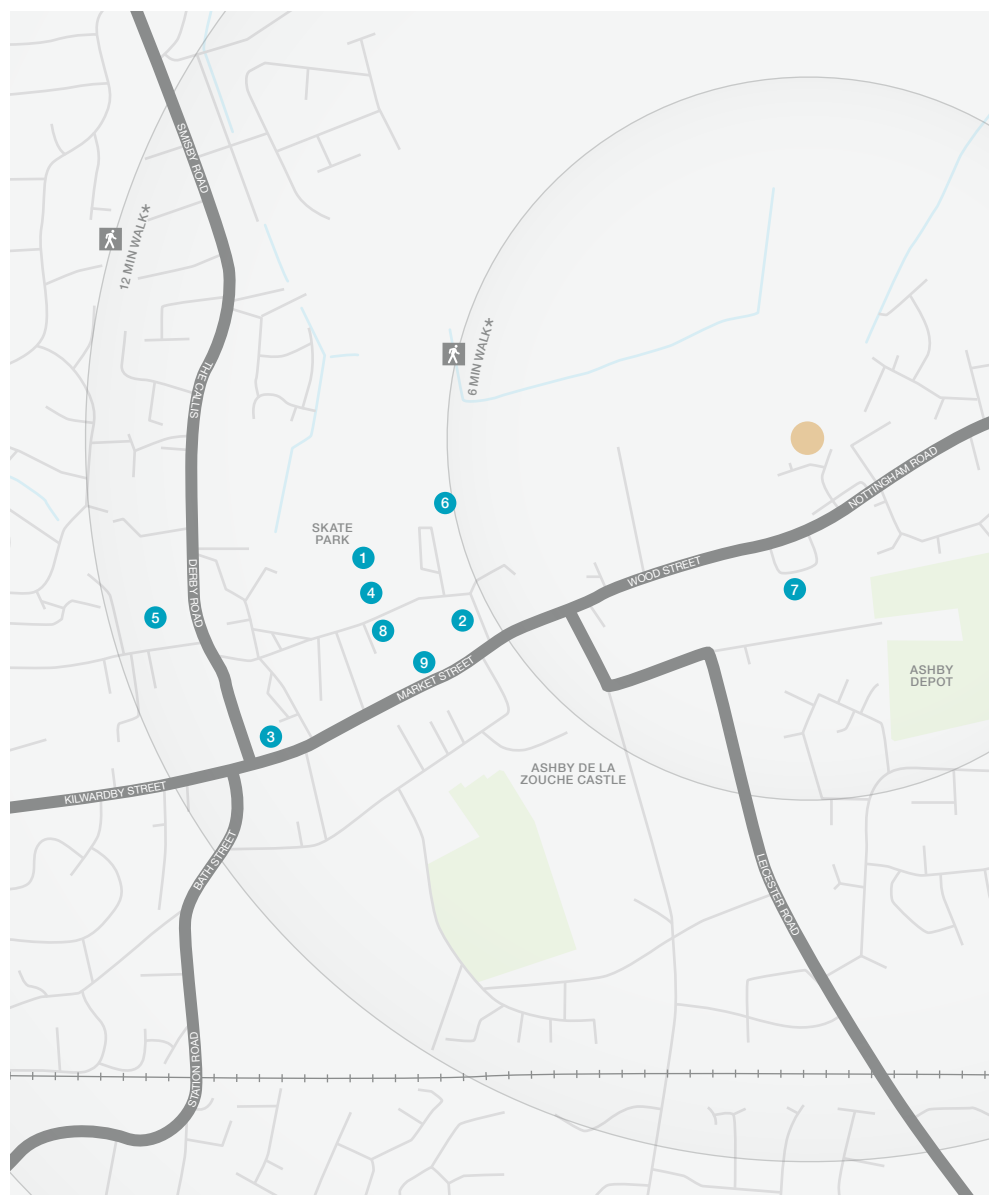 SMISBY ROAD
12 MIN WALK*
6 MIN WALK*
THE CALLIS
NOTTINGHAM ROAD
6
SKATE
PARK
1
WOOD STREET
DERBY ROAD
4
7
5
2
8
9
MARKET STREET
ASHBY
DEPOT
3
ASHBY DE LA
ZOUCHE CASTLE
KILWARDBY STREET
BATH STREET
LEICESTER ROAD
STATION ROAD